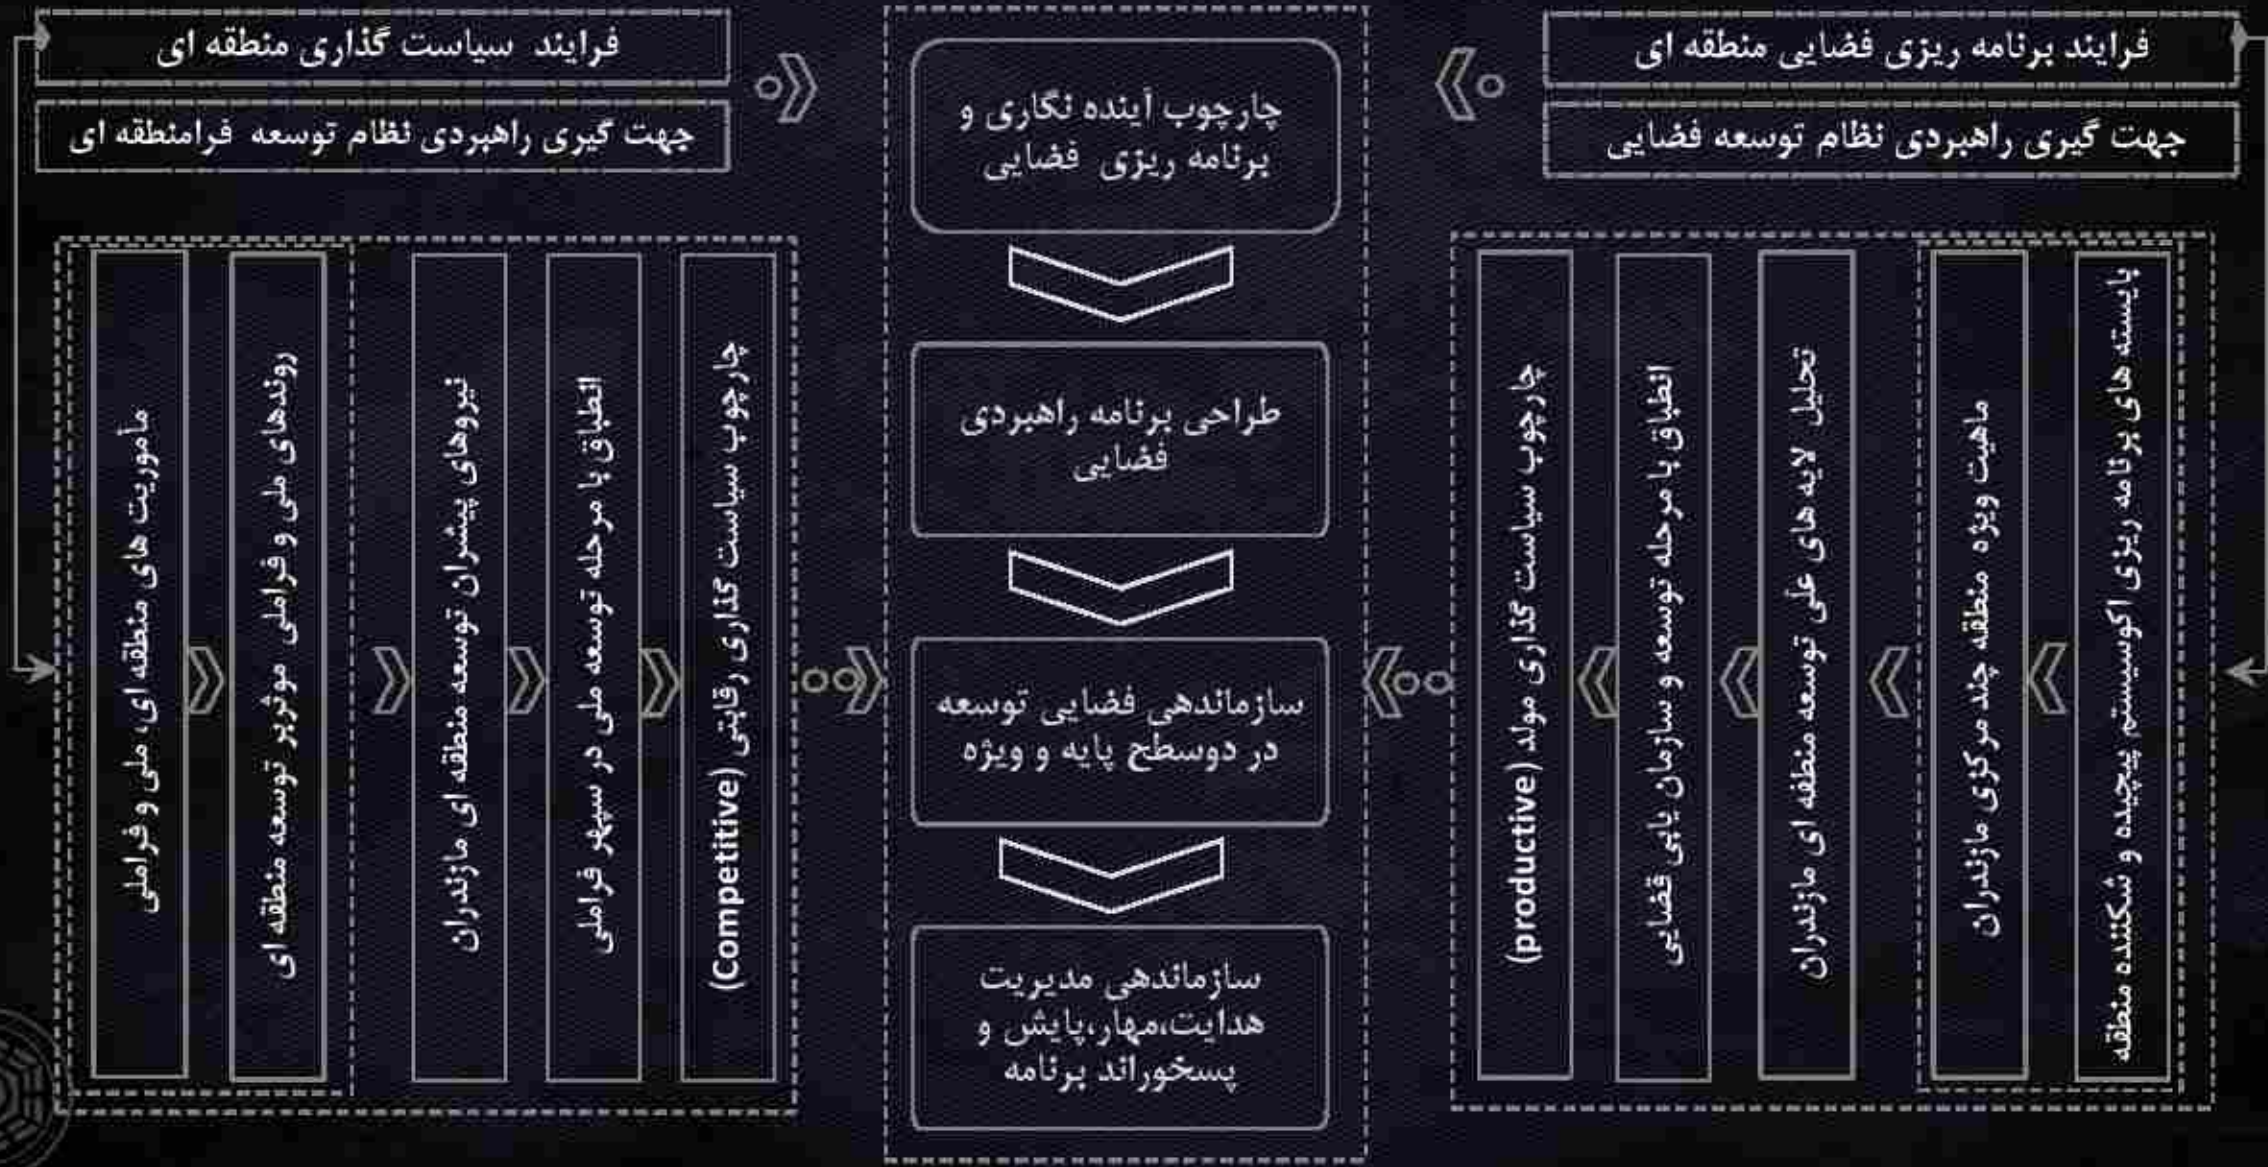 فرایند برنامه ریزی فضایی منطقه ای
جهت گیری راهبردی نظام توسعه فضایی
بایسته های برنامه ریزی اکوسیستم پیچیده و شکننده منطقه
ماهیت ویژه منطقه چند مرکزی مازندران
تحلیل لایه های علی توسعه منطقه ای مازندران
انطباق با مرحله توسعه و سازمان یابی فضایی
چارچوب سیاست گذاری مولد (productive)
چارچوب آینده نگاری و
برنامه ریزی فضایی
طراحی برنامه راهبردی
فضایی
سازماندهی فضایی توسعه
در دوسطح پایه و ویژه
سازماندهی مدیریت
هدایت،مهار،پایش و
پسخوراند برنامه
فرایند سیاست گذاری منطقه ای
جهت گیری راهبردی نظام توسعه فرامنطقه ای
مأموریت های منطقه ای، ملی و فراملی
روندهای ملی و فراملی موثربر توسعه منطقه ای
نیروهای پیشران توسعه منطقه ای مازندران
انطباق با مرحله توسعه ملی در سپهر فراملی
چارچوب سیاست گذاری رقابتی (Competitive)